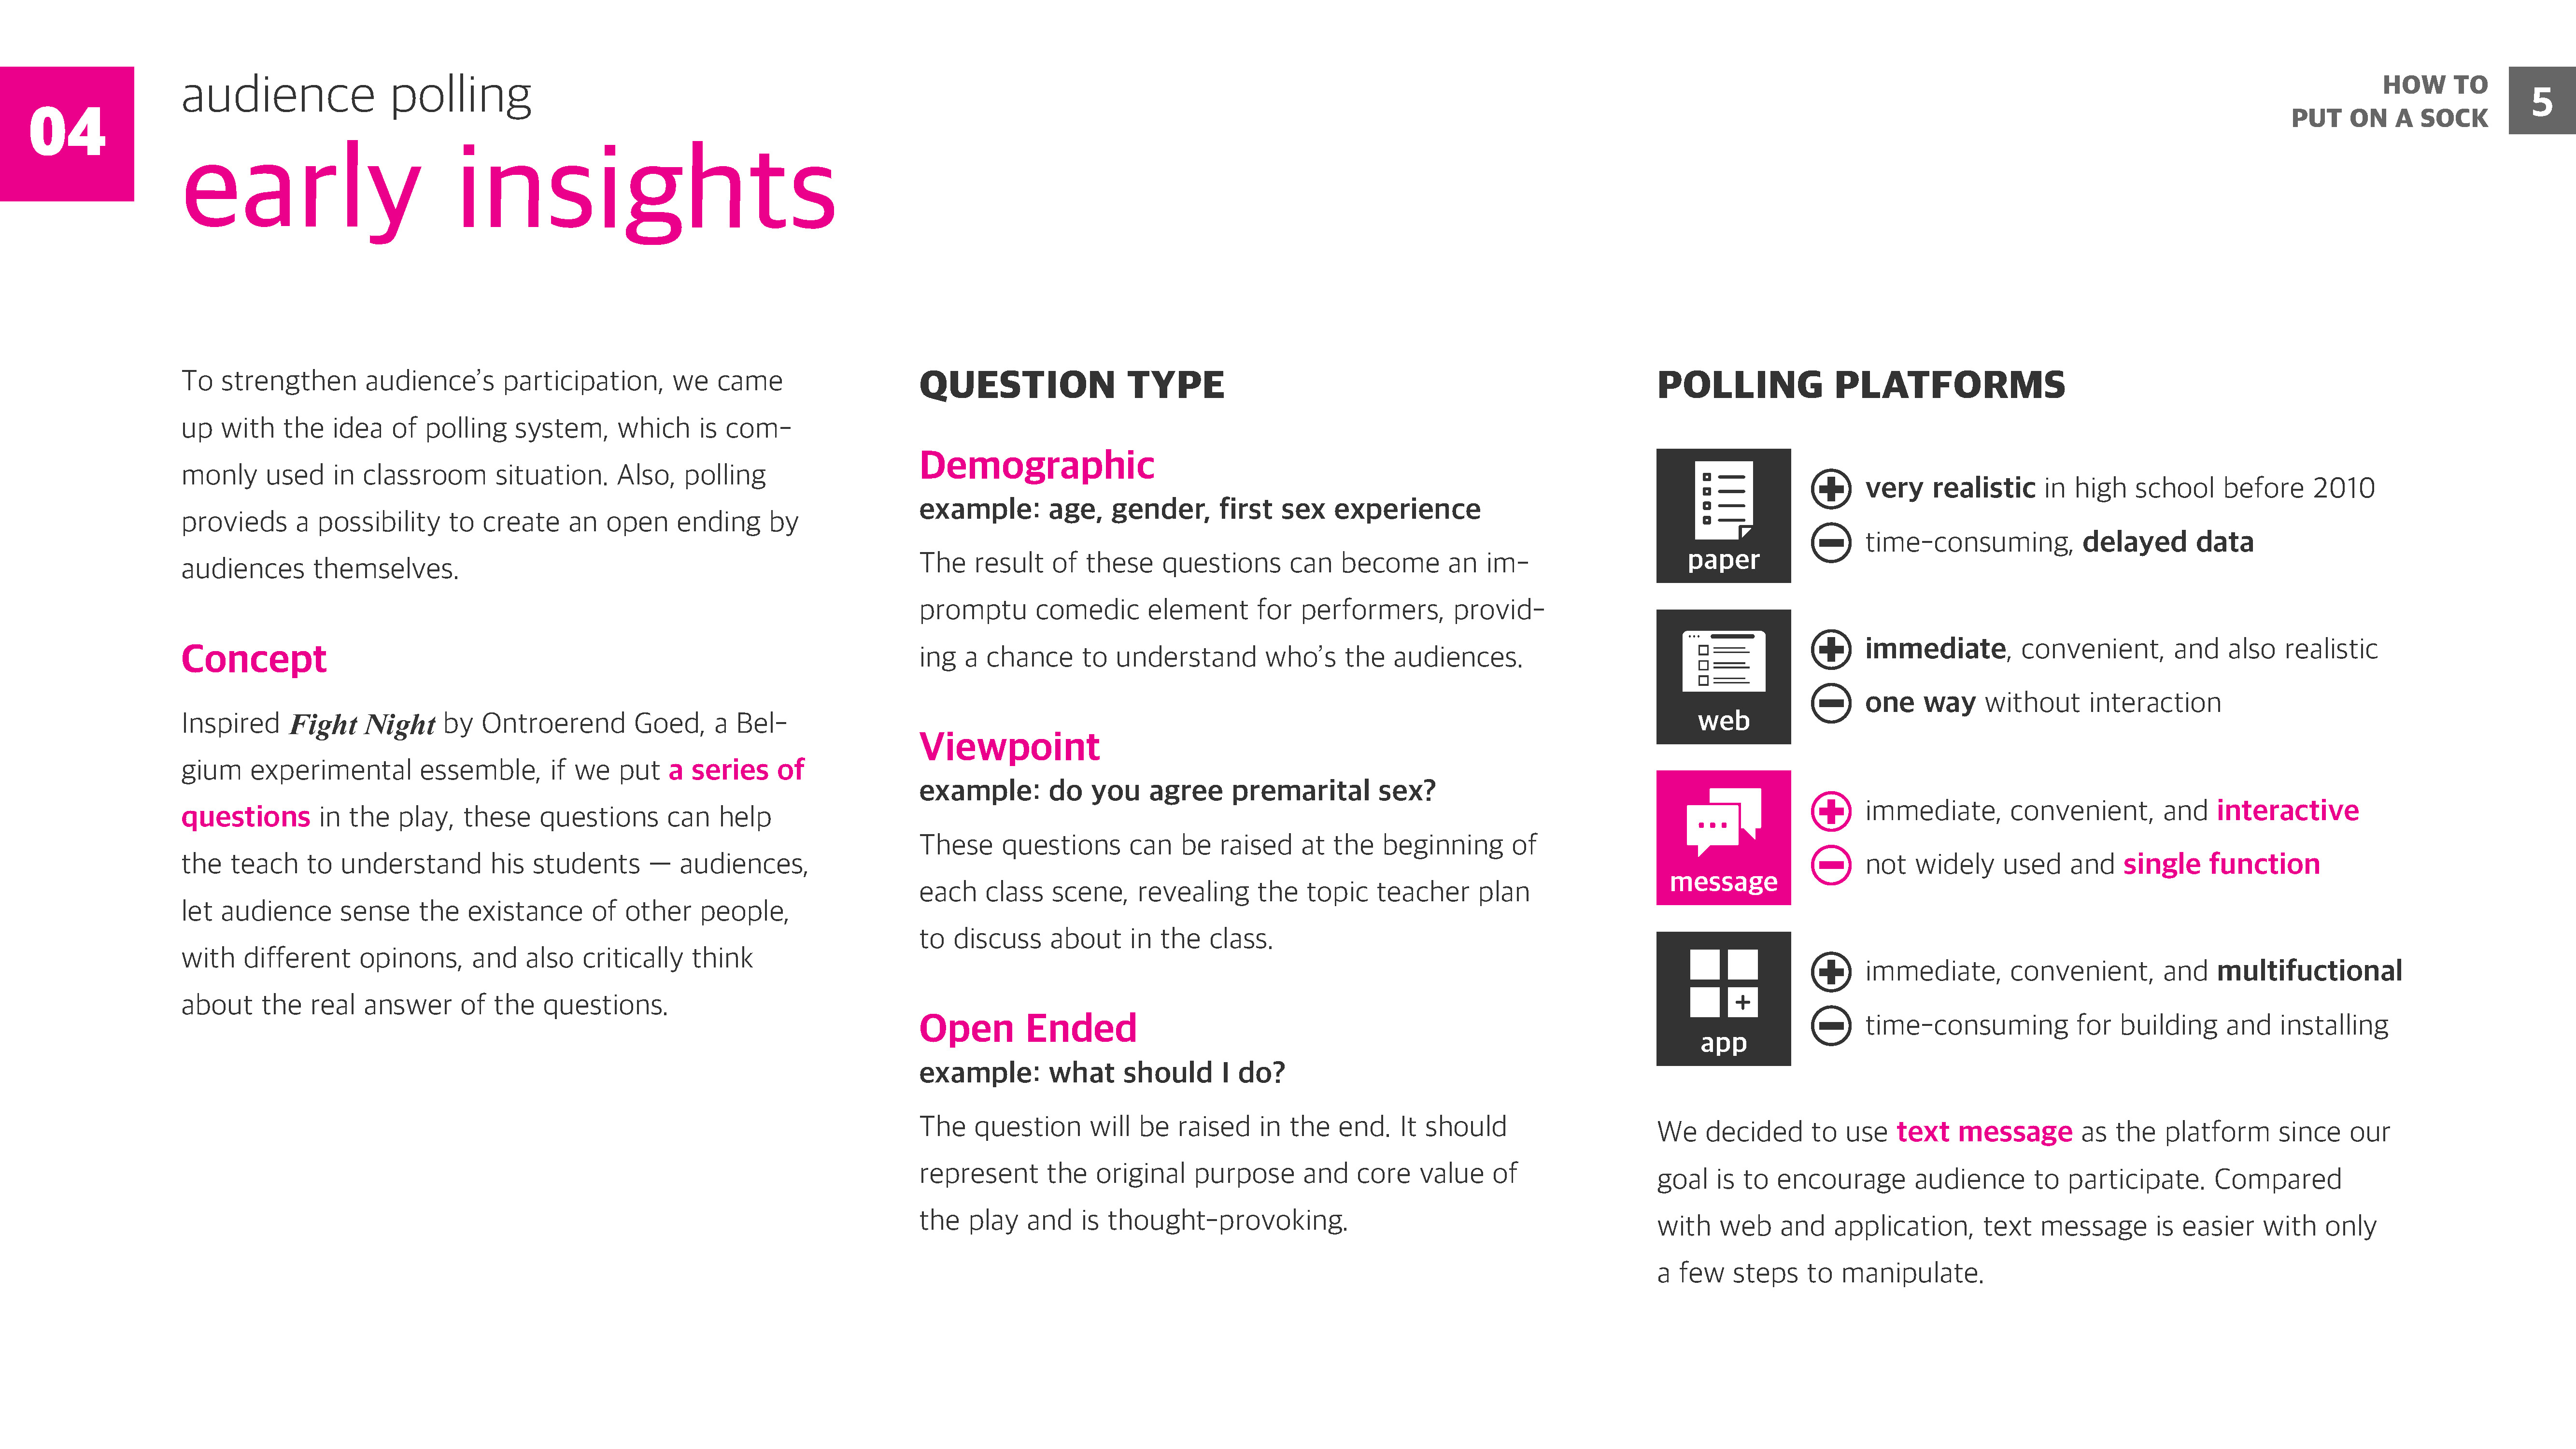 04
audience polling
early insights
HOW TO
PUT ON A SOCK
5
To strengthen audience's participation, we came
up with the idea of polling system, which is com-
monly used in classroom situation. Also, polling
provieds a possibility to create an open ending by
audiences themselves.
Concept
Inspired Fight Night by Ontroerend Goed, a Bel-
gium experimental essemble, if we put a series of
questions in the play, these questions can help
the teach to understand his students — audiences,
let audience sense the existance of other people,
with different opinons, and also critically think
about the real answer of the questions.
QUESTION TYPE
Demographic
example: age, gender, first sex experience
The result of these questions can become an im-
promptu comedic element for performers, provid-
ing a chance to understand who's the audiences.
Viewpoint
example: do you agree premarital sex?
These questions can be raised at the beginning of
each class scene, revealing the topic teacher plan
to discuss about in the class.
Open Ended
example: what should I do?
The question will be raised in the end. It should
represent the original purpose and core value of
the play and is thought-provoking.
POLLING PLATFORMS
paper
very realistic in high school before 2010
time-consuming, delayed data
web
immediate, convenient, and also realistic
one way without interaction
message
immediate, convenient, and interactive
not widely used and single function
app
immediate, convenient, and multifuctional
time-consuming for building and installing
We decided to use text message as the platform since our
goal is to encourage audience to participate. Compared
with web and application, text message is easier with only
a few steps to manipulate.